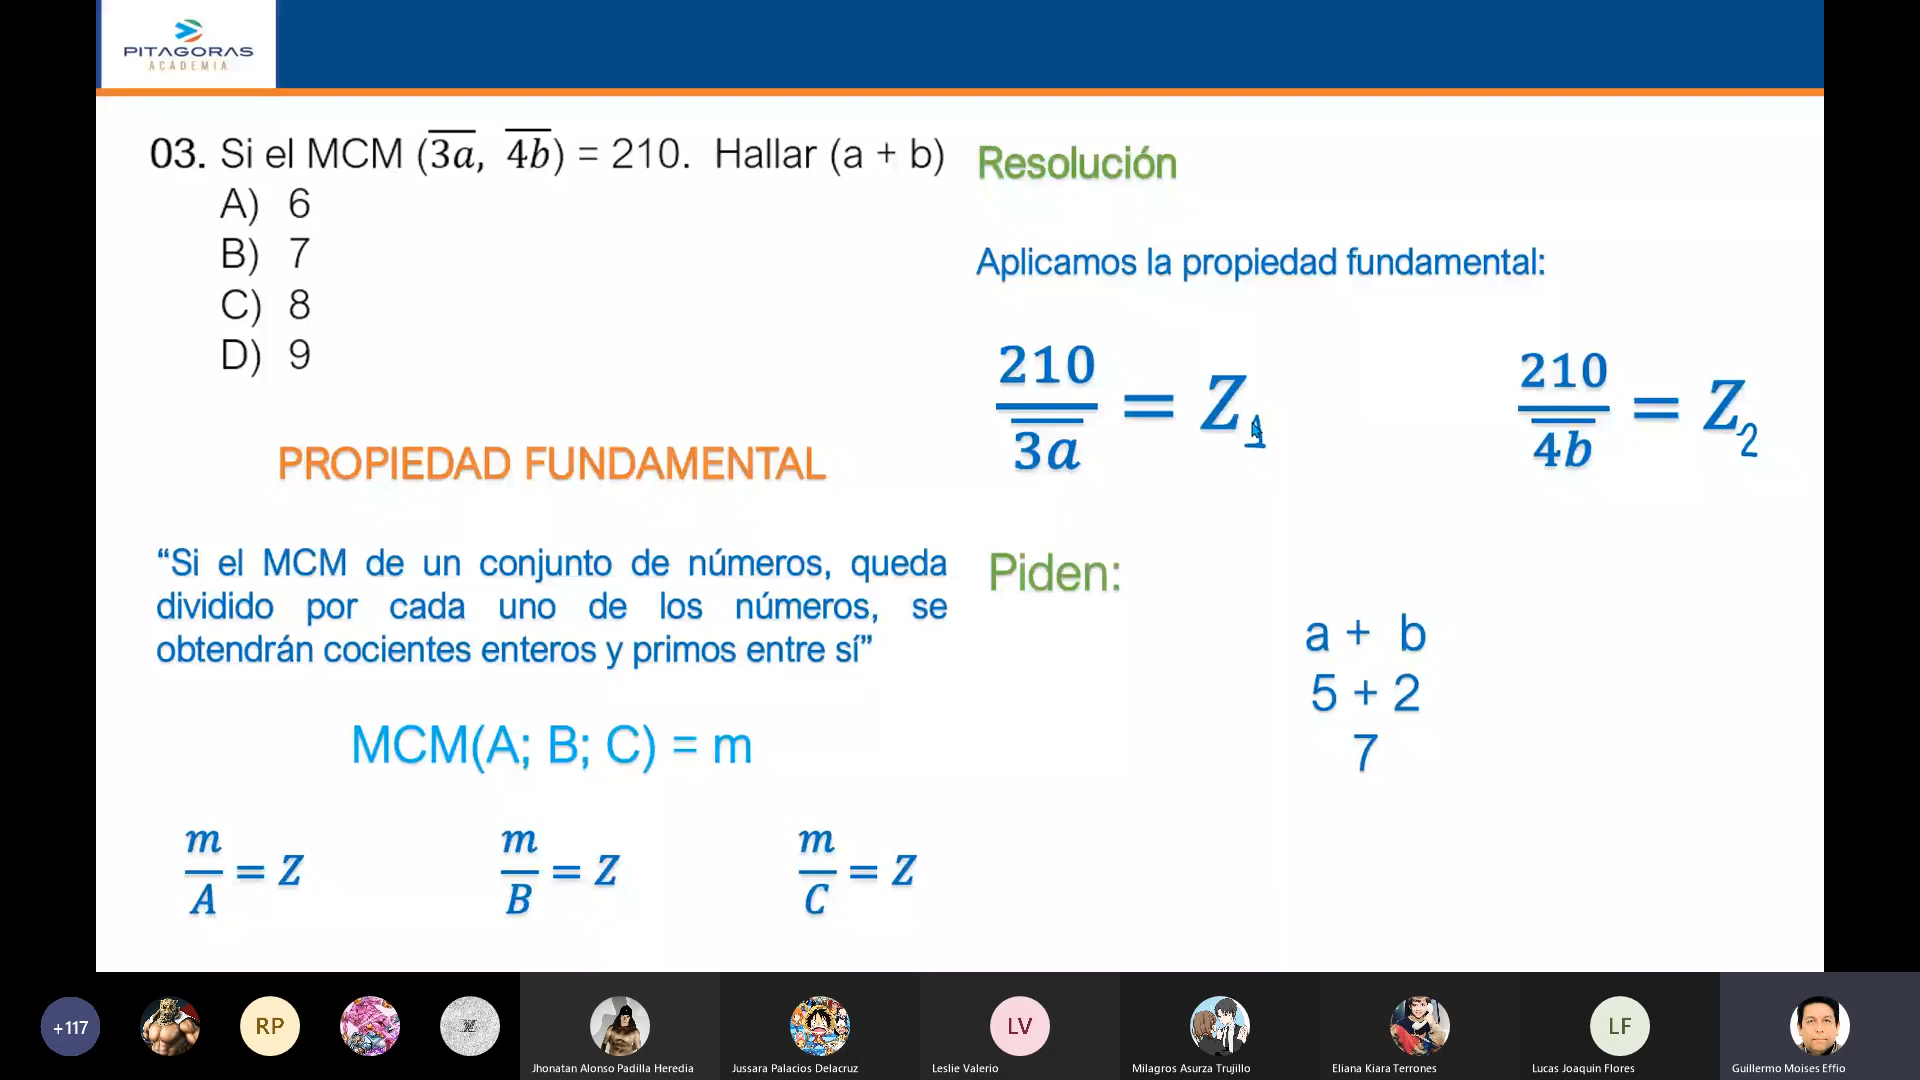 PITAGORAS
ACADEMIA
03. Si el MCM (3a, 4b) = 210. Hallar (a + b)
A) 6
B) 7
C) 8
D) 9
PROPIEDAD FUNDAMENTAL
“Si el MCM de un conjunto de números, queda
dividido por cada uno de los números, se
obtendrán cocientes enteros y primos entre sí”
MCM(A; B; C) = m
m/A = Z m/B = Z m/C = Z
Resolución
Aplicamos la propiedad fundamental:
210/3a = Z1 210/4b = Z2
Piden:
a + b
5 + 2
7
+117
RP
LV
LF
Jhonatan Alonso Padilla Heredia
Jussara Palacios Delacruz
Leslie Valerio
Milagros Asurza Trujillo
Eliana Kiara Terrones
Lucas Joaquin Flores
Guillermo Moises Effio